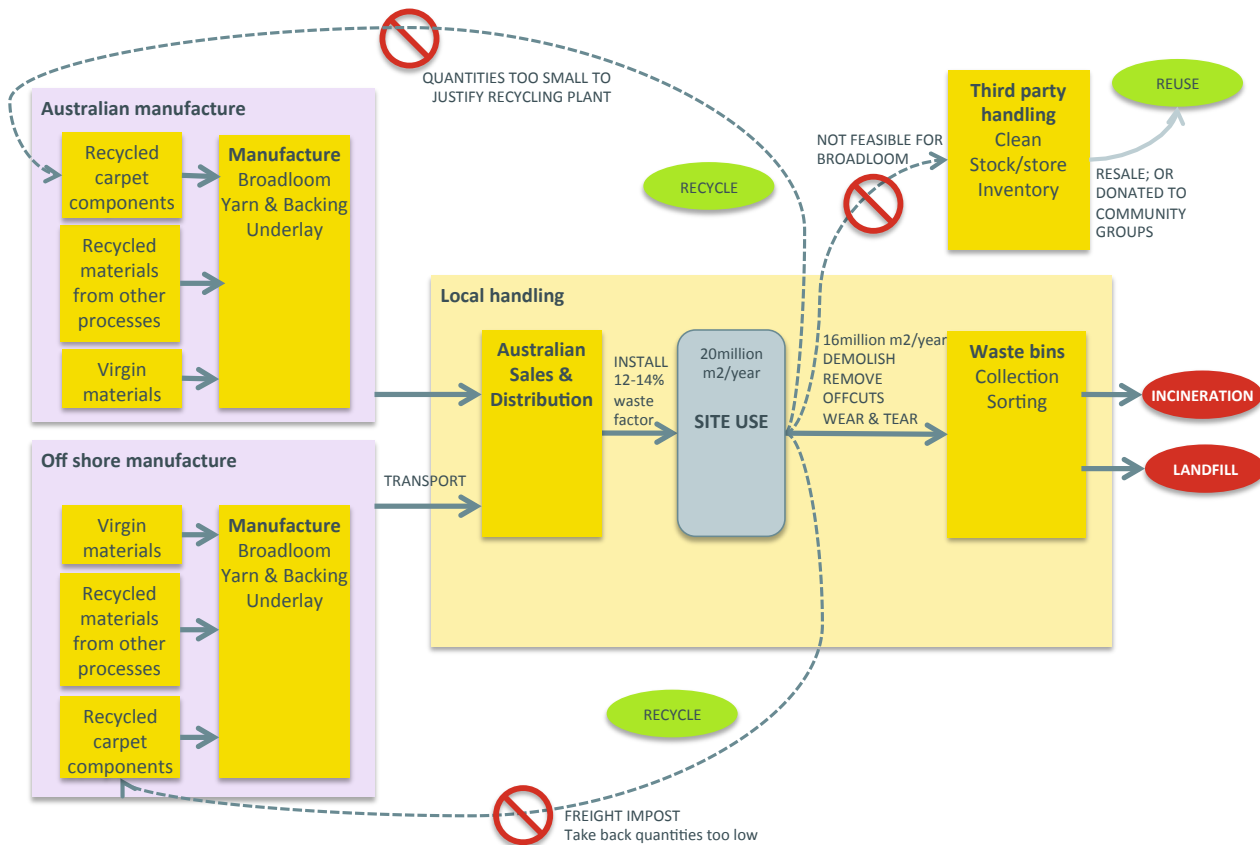 QUANTITIES TOO SMALL TO
JUSTIFY RECYCLING PLANT
Australian manufacture
Recycled
carpet
components
Recycled
materials
from other
processes
Virgin
materials
Manufacture
Broadloom
Yarn & Backing
Underlay
RECYCLE
NOT FEASIBLE FOR
BROADLOOM
Third party
handling
Clean
Stock/store
Inventory
REUSE
RESALE; OR
DONATED TO
COMMUNITY
GROUPS
Local handling
Australian
Sales &
Distribution
INSTALL
12-14%
waste
factor
20million
m2/year
SITE USE
16million m2/year
DEMOLISH
REMOVE
OFFCUTS
WEAR & TEAR
Waste bins
Collection
Sorting
INCINERATION
LANDFILL
Off shore manufacture
Virgin
materials
Recycled
materials
from other
processes
Recycled
carpet
components
Manufacture
Broadloom
Yarn & Backing
Underlay
TRANSPORT
RECYCLE
FREIGHT IMPOST
Take back quantities too low